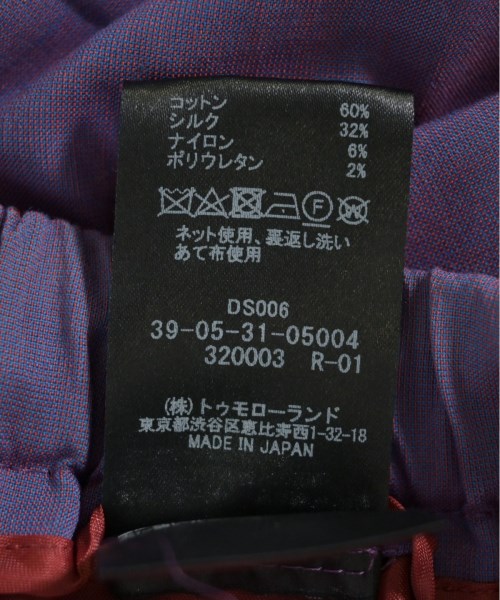 コットン 60%
シルク 32%
ナイロン 6%
ポリウレタン 2%
F W
ネット使用、裏返し洗い
あて布使用
DS006
39-05-31-05004
320003 R-01
(株)トゥモローランド
東京都渋谷区恵比寿西1-32-18
MADE IN JAPAN